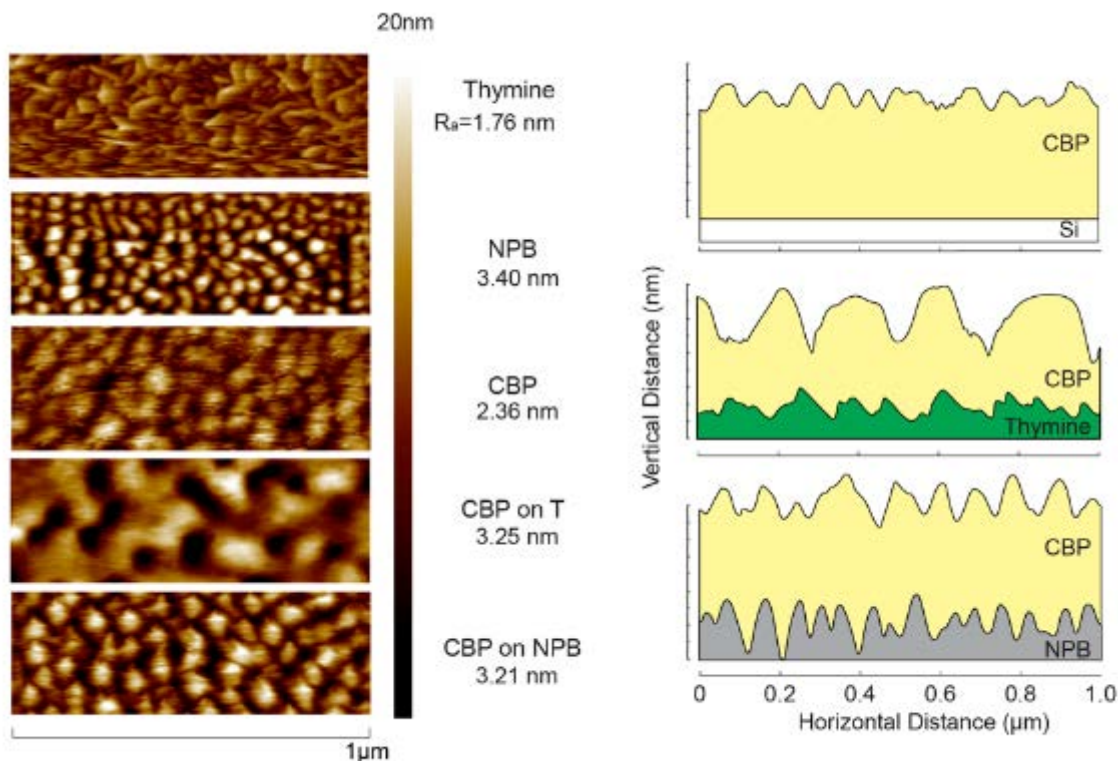 20nm
Thymine
Ra=1.76 nm
NPB
3.40 nm
CBP
2.36 nm
CBP on T
3.25 nm
CBP on NPB
3.21 nm
1µm
Vertical Distance (nm)
CBP
Si
CBP
Thymine
CBP
NPB
0 0.2 0.4 0.6 0.8 1.0
Horizontal Distance (µm)